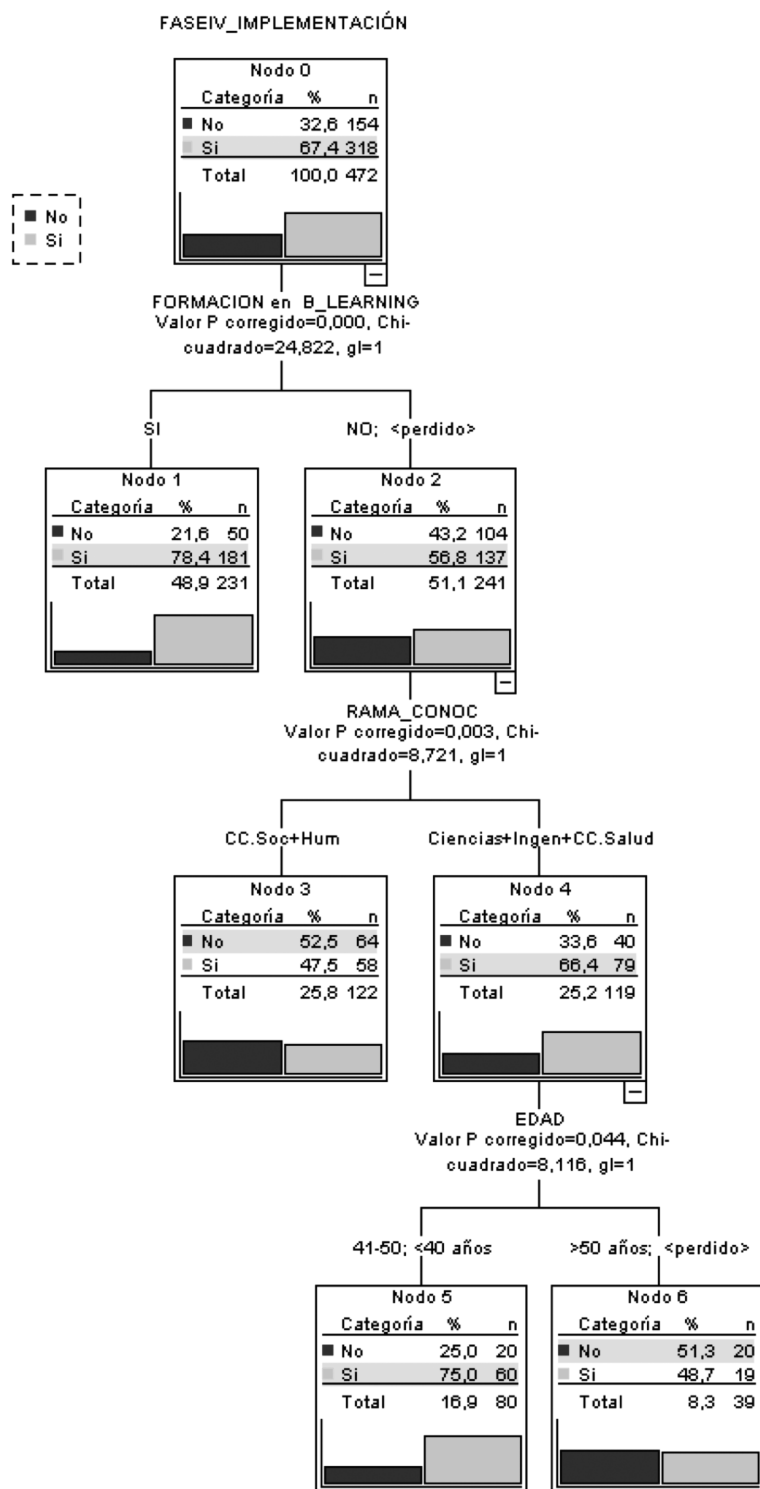 FASEIV_IMPLEMENTACIÓN
Nodo 0
Categoría % n
No 32,6 154
Si 67,4 318
Total 100,0 472
No
Si
FORMACION en B_LEARNING
Valor P corregido=0,000, Chi-
cuadrado=24,822, gl=1
SI
NO; <perdido>
Nodo 1
Categoría % n
No 21,6 50
Si 78,4 181
Total 48,9 231
Nodo 2
Categoría % n
No 43,2 104
Si 56,8 137
Total 51,1 241
RAMA_CONOC
Valor P corregido=0,003, Chi-
cuadrado=8,721, gl=1
CC.Soc+Hum
Ciencias+Ingen+CC.Salud
Nodo 3
Categoría % n
No 52,5 64
Si 47,5 58
Total 25,8 122
Nodo 4
Categoría % n
No 33,6 40
Si 66,4 79
Total 25,2 119
EDAD
Valor P corregido=0,044, Chi-
cuadrado=8,116, gl=1
41-50; <40 años
>50 años; <perdido>
Nodo 5
Categoría % n
No 25,0 20
Si 75,0 60
Total 16,9 80
Nodo 6
Categoría % n
No 51,3 20
Si 48,7 19
Total 8,3 39